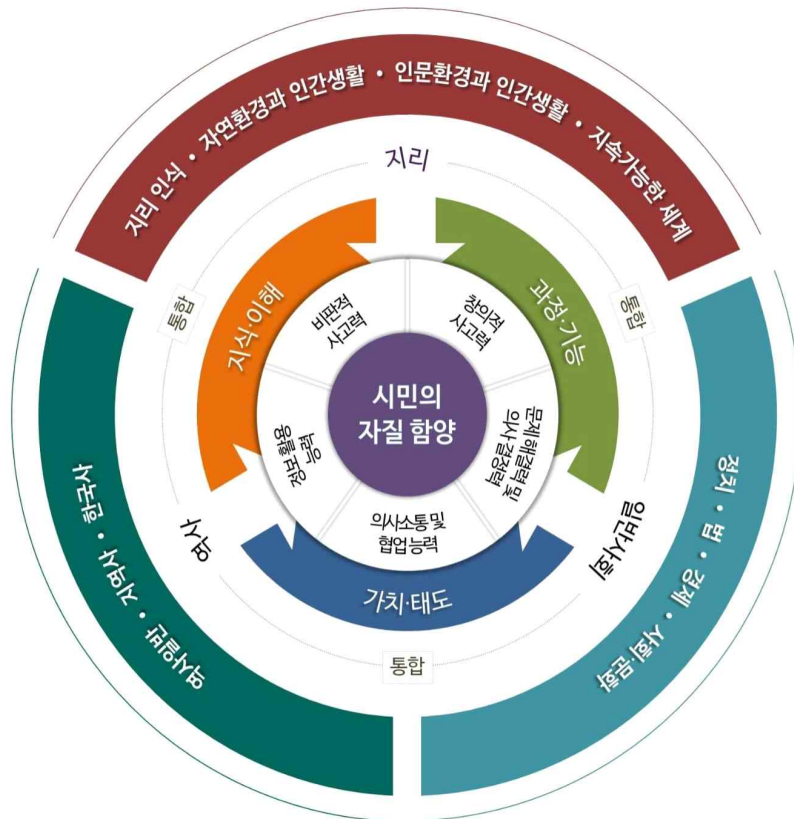 지리 인식 • 자연환경과 인간생활 • 인문환경과 인간생활 • 지속가능한 세계
지리
지식·이해
과정·기능
통합
통합
비판적
사고력
창의적
사고력
시민의
자질 함양
정보 활용
능력
문제 해결력 및
의사 결정력
의사소통 및
협업 능력
역사
일반사회
가치·태도
통합
역사일반 • 지역사 • 한국사
정치 • 법 • 경제 • 사회·문화